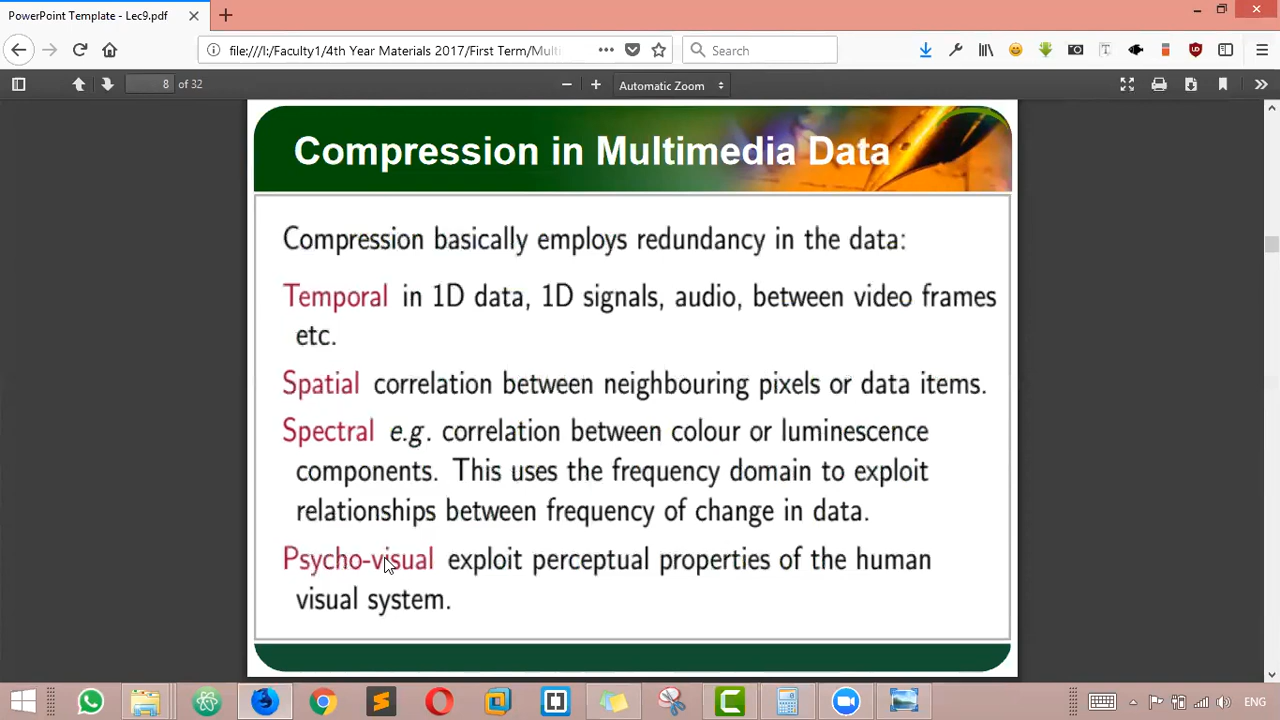 PowerPoint Template - Lec9.pdf
file:///I:/Faculty1/4th Year Materials 2017/First Term/Multi
Search
8 of 32
Automatic Zoom
Compression in Multimedia Data
Compression basically employs redundancy in the data:
Temporal in 1D data, 1D signals, audio, between video frames
etc.
Spatial correlation between neighbouring pixels or data items.
Spectral e.g. correlation between colour or luminescence
components. This uses the frequency domain to exploit
relationships between frequency of change in data.
Psycho-visual exploit perceptual properties of the human
visual system.
ENG